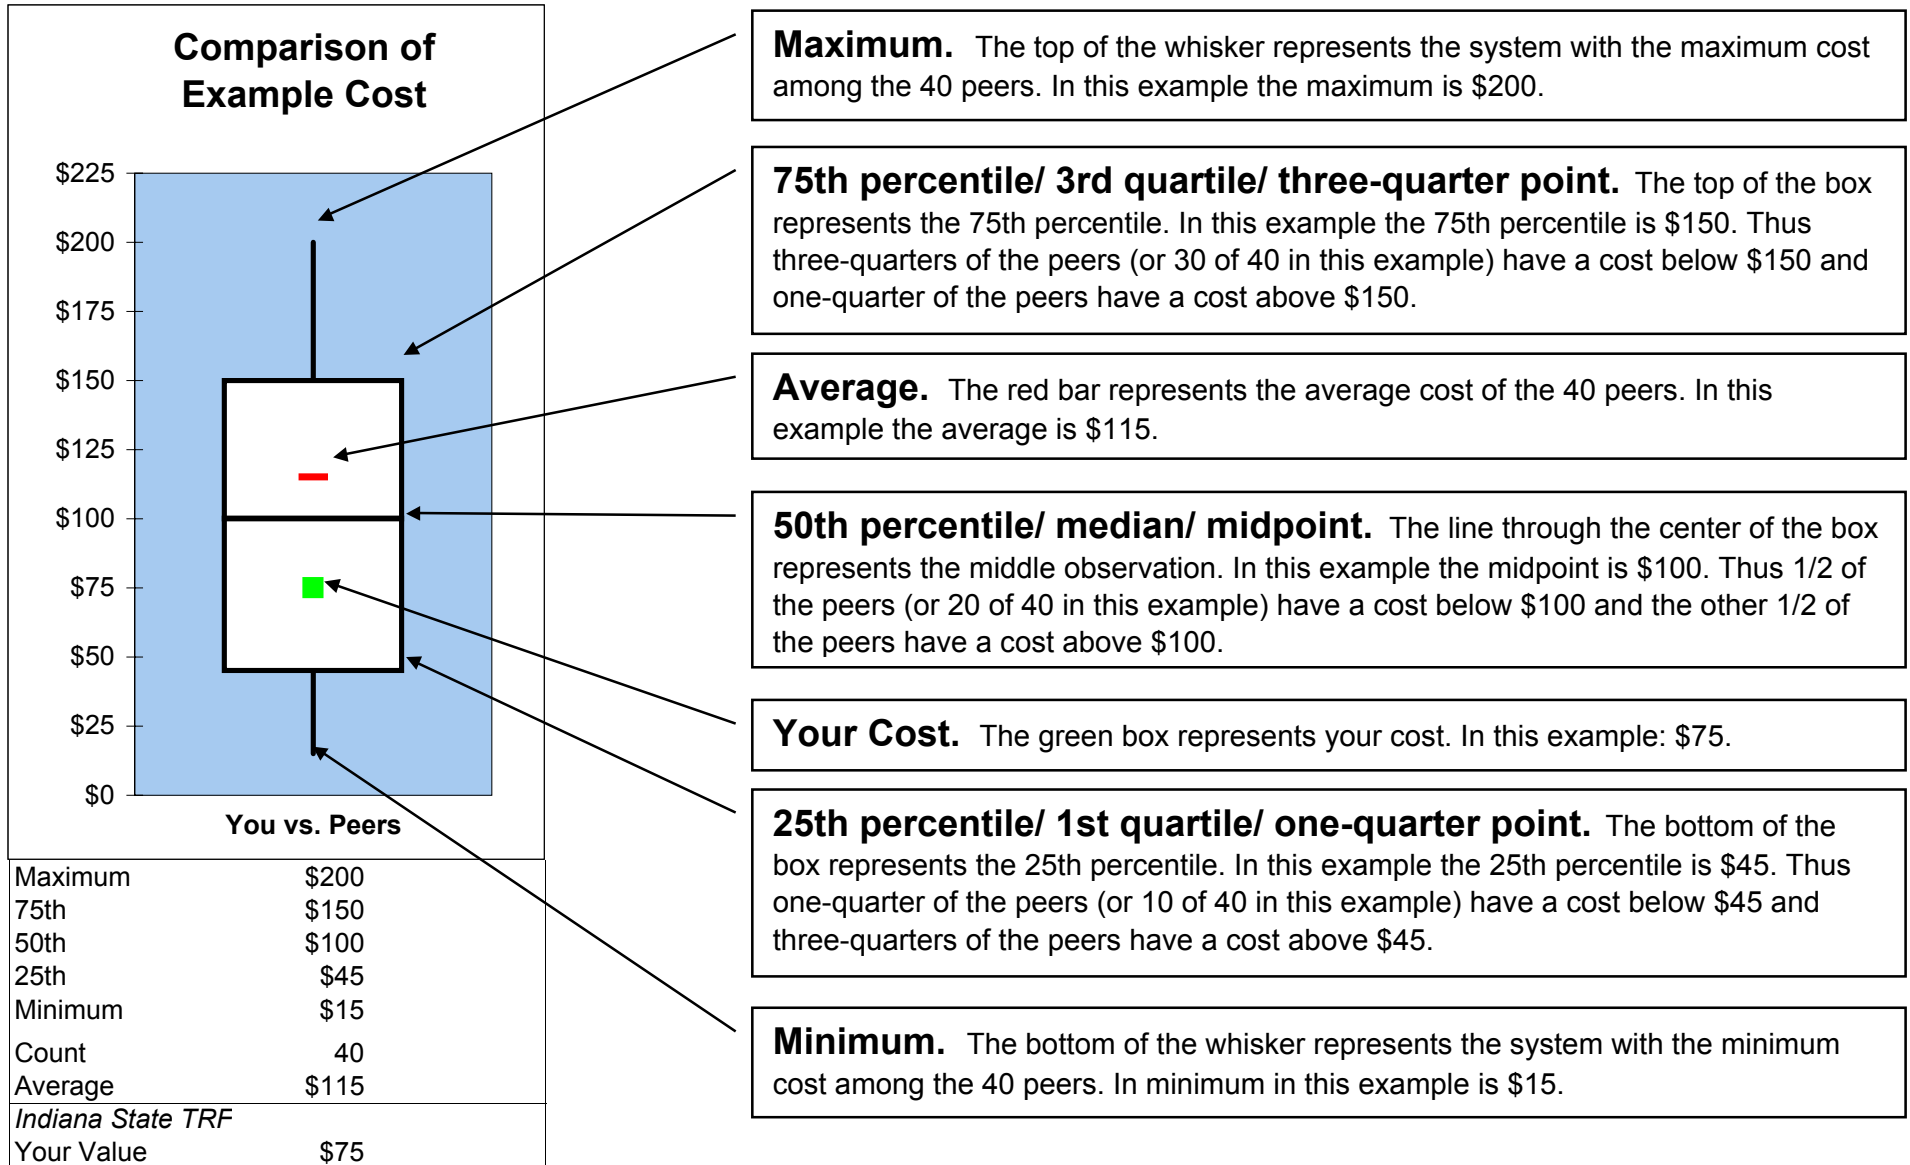 Comparison of
Example Cost
$225
$200
$175
$150
$125
$100
$75
$50
$25
$0
You vs. Peers
Maximum $200
75th $150
50th $100
25th $45
Minimum $15
Count 40
Average $115
Indiana State TRF
Your Value $75
Maximum. The top of the whisker represents the system with the maximum cost
among the 40 peers. In this example the maximum is $200.
75th percentile/ 3rd quartile/ three-quarter point. The top of the box
represents the 75th percentile. In this example the 75th percentile is $150. Thus
three-quarters of the peers (or 30 of 40 in this example) have a cost below $150 and
one-quarter of the peers have a cost above $150.
Average. The red bar represents the average cost of the 40 peers. In this
example the average is $115.
50th percentile/ median/ midpoint. The line through the center of the box
represents the middle observation. In this example the midpoint is $100. Thus 1/2 of
the peers (or 20 of 40 in this example) have a cost below $100 and the other 1/2 of
the peers have a cost above $100.
Your Cost. The green box represents your cost. In this example: $75.
25th percentile/ 1st quartile/ one-quarter point. The bottom of the
box represents the 25th percentile. In this example the 25th percentile is $45. Thus
one-quarter of the peers (or 10 of 40 in this example) have a cost below $45 and
three-quarters of the peers have a cost above $45.
Minimum. The bottom of the whisker represents the system with the minimum
cost among the 40 peers. In minimum in this example is $15.